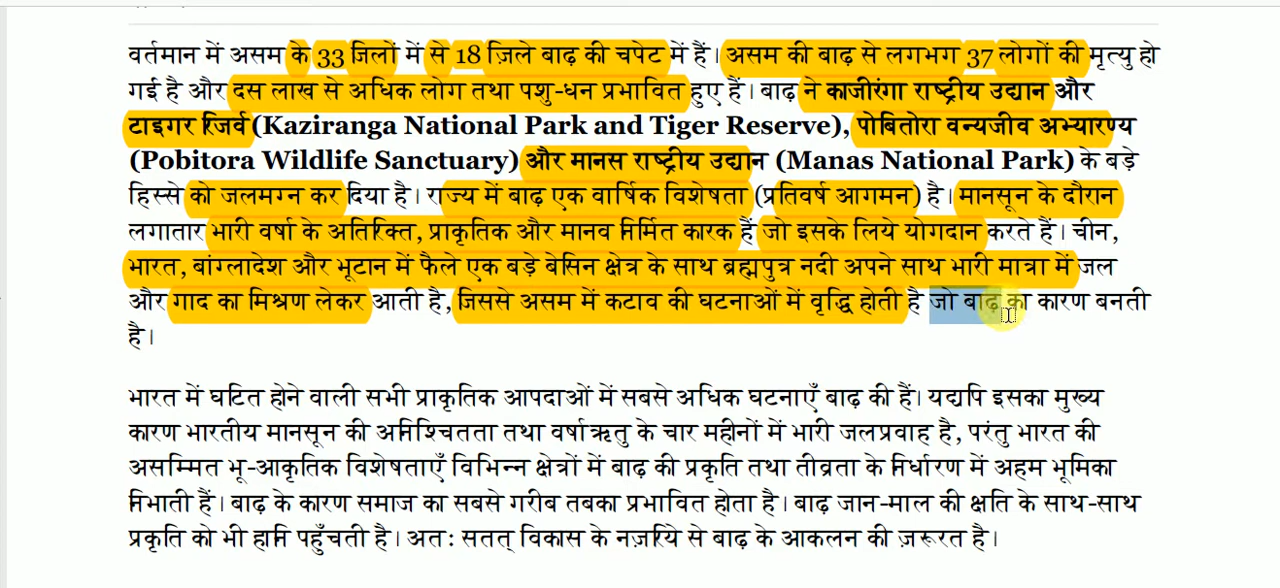 वर्तमान में असम के 33 जिलों में से 18 ज़िले बाढ़ की चपेट में हैं। असम की बाढ़ से लगभग 37 लोगों की मृत्यु हो
गई है और दस लाख से अधिक लोग तथा पशु-धन प्रभावित हुए हैं। बाढ़ ने काजीरंगा राष्ट्रीय उद्यान और
टाइगर रिजर्व (Kaziranga National Park and Tiger Reserve), पोबितोरा वन्यजीव अभ्यारण्य
(Pobitora Wildlife Sanctuary) और मानस राष्ट्रीय उद्यान (Manas National Park) के बड़े
हिस्से को जलमग्न कर दिया है। राज्य में बाढ़ एक वार्षिक विशेषता (प्रतिवर्ष आगमन) है। मानसून के दौरान
लगातार भारी वर्षा के अतिरिक्त, प्राकृतिक और मानव निर्मित कारक हैं जो इसके लिये योगदान करते हैं। चीन,
भारत, बांग्लादेश और भूटान में फैले एक बड़े बेसिन क्षेत्र के साथ ब्रह्मपुत्र नदी अपने साथ भारी मात्रा में जल
और गाद का मिश्रण लेकर आती है, जिससे असम में कटाव की घटनाओं में वृद्धि होती है जो बाढ़ का कारण बनती
है।
भारत में घटित होने वाली सभी प्राकृतिक आपदाओं में सबसे अधिक घटनाएँ बाढ़ की हैं। यद्यपि इसका मुख्य
कारण भारतीय मानसून की अनिश्चितता तथा वर्षाऋतु के चार महीनों में भारी जलप्रवाह है, परंतु भारत की
असम्मित भू-आकृतिक विशेषताएँ विभिन्न क्षेत्रों में बाढ़ की प्रकृति तथा तीव्रता के निर्धारण में अहम भूमिका
निभाती हैं। बाढ़ के कारण समाज का सबसे गरीब तबका प्रभावित होता है। बाढ़ जान-माल की क्षति के साथ-साथ
प्रकृति को भी हानि पहुँचती है। अतः सतत् विकास के नज़रिये से बाढ़ के आकलन की ज़रूरत है।